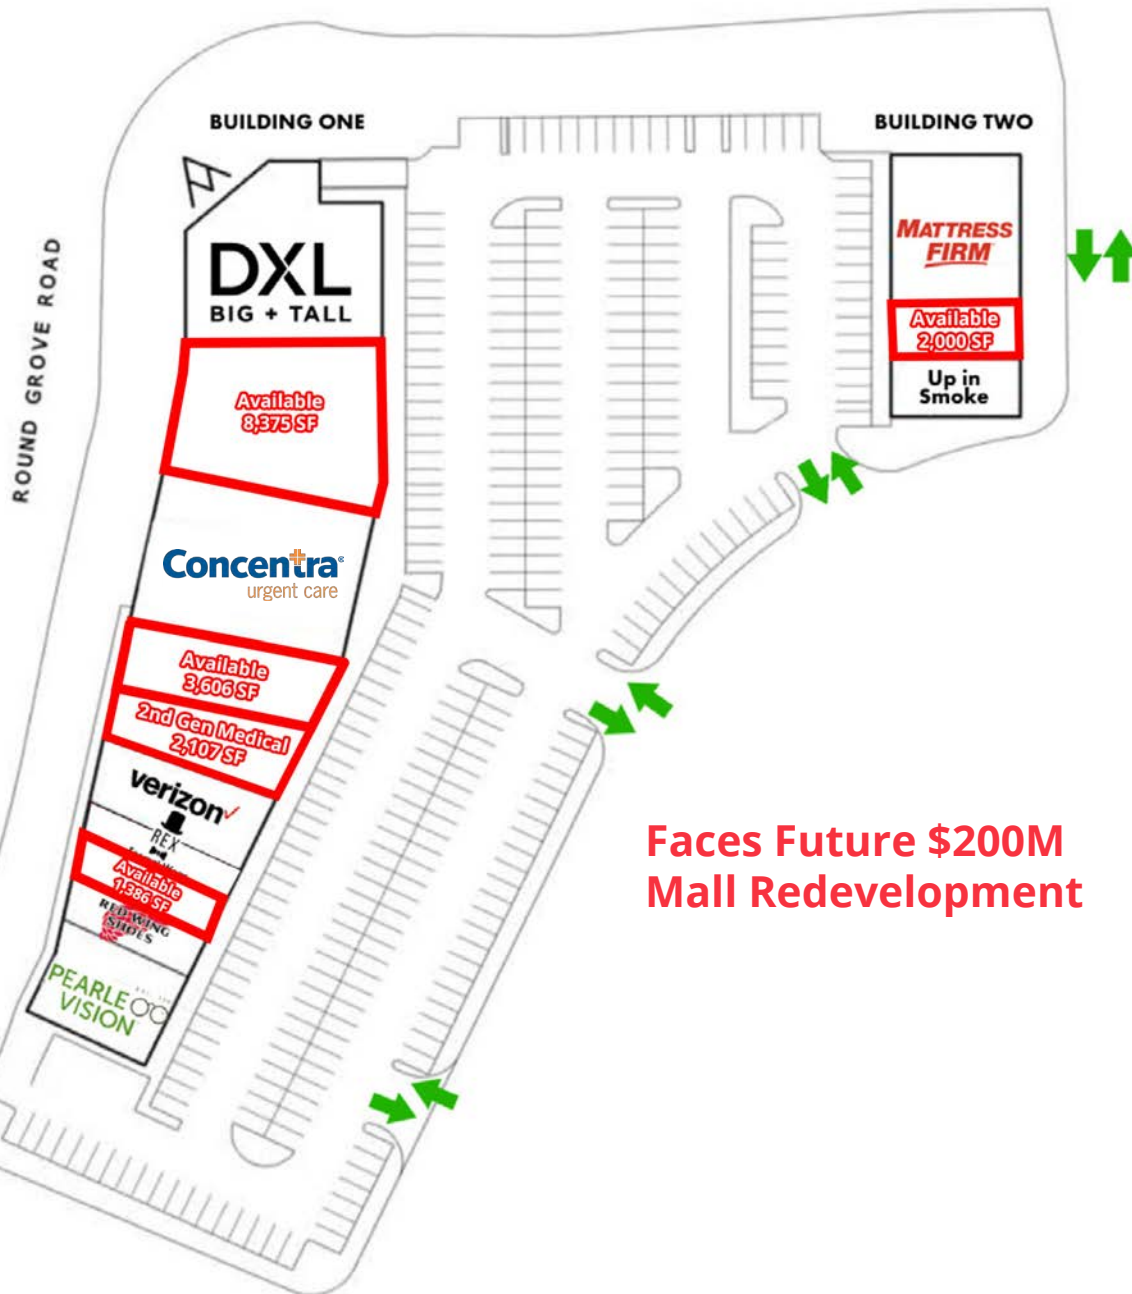 BUILDING ONE
BUILDING TWO
ROUND GROVE ROAD
DXL
BIG + TALL
MATTRESS
FIRM
Available
2,000 SF
Up in
Smoke
Available
8,375 SF
Concentra
urgent care
Available
3,606 SF
2nd Gen Medical
2,107 SF
verizon
REX
Available
1,386 SF
RED WING
SHOES
PEARLE
VISION
Faces Future $200M
Mall Redevelopment